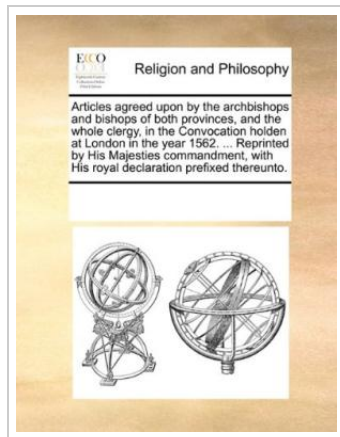 ECCO
Religion and Philosophy
Articles agreed upon by the archbishops
and bishops of both provinces, and the
whole clergy, in the Convocation holden
at London in the year 1562. ... Reprinted
by His Majesties commandment, with
His royal declaration prefixed thereunto.